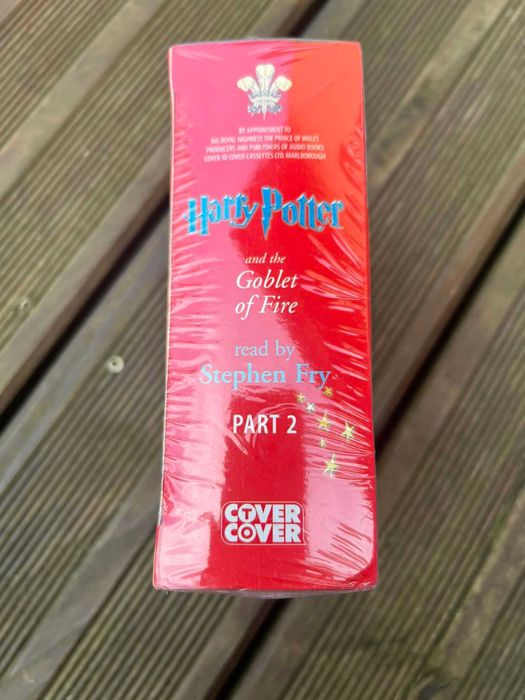 BY APPOINTMENT TO
HIS ROYAL HIGHNESS THE PRINCE OF WALES
PRODUCERS AND PUBLISHERS OF AUDIO BOOKS
COVER TO COVER CASSETTES LTD. MARLBOROUGH
Harry Potter
and the
Goblet
of Fire
read by
Stephen Fry
PART 2
COVER
TO
COVER